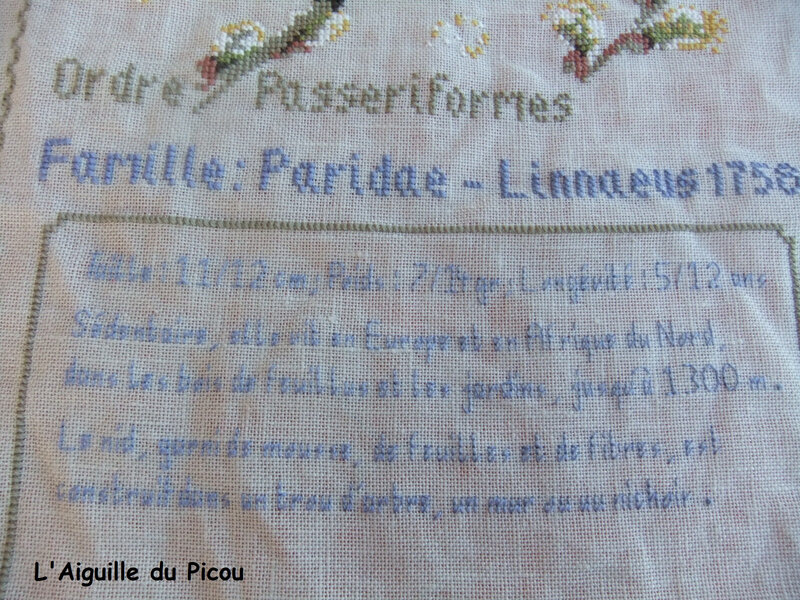 Ordre Passeriformes
Famille: Paridae - Linnaeus 1758
Taille : 11/12 cm; Poids : 7/14 gr; Longévité : 5/12 ans
Sédentaire, elle vit en Europe et en Afrique du Nord,
dans les bois de feuillus et les jardins, jusqu'à 1300 m.
Le nid, garni de mousse, de feuilles et de fibres, est
construit dans un trou d'arbre, un mur ou un nichoir.
L'Aiguille du Picou